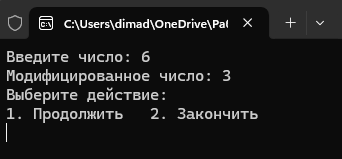 C:\Users\dimad\OneDrive\Pa
Введите число: 6
Модифицированное число: 3
Выберите действие:
1. Продолжить   2. Закончить